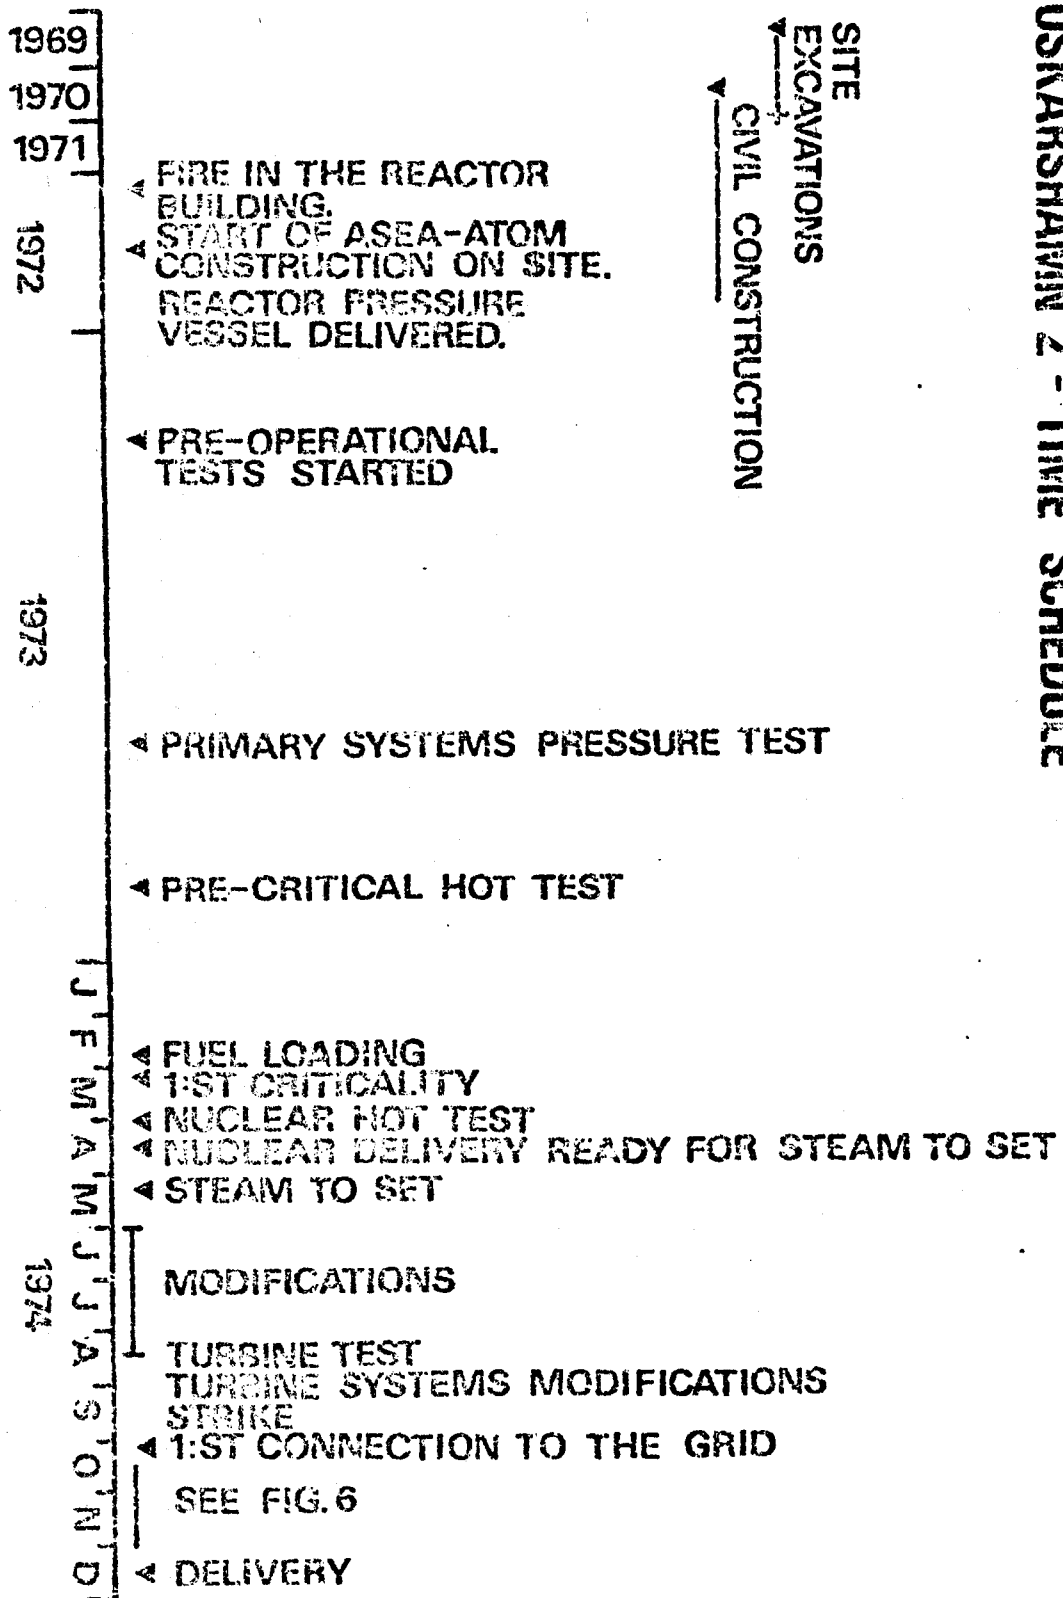 OSKARSHAMN 2 - TIME SCHEDULE
SITE
EXCAVATIONS
CIVIL CONSTRUCTION
1969
1970
1971
1972
FIRE IN THE REACTOR
BUILDING.
START OF ASEA-ATOM
CONSTRUCTION ON SITE.
REACTOR PRESSURE
VESSEL DELIVERED.
PRE-OPERATIONAL
TESTS STARTED
1973
PRIMARY SYSTEMS PRESSURE TEST
PRE-CRITICAL HOT TEST
1974
J F M A M J J A S O N D
FUEL LOADING
1:ST CRITICALITY
NUCLEAR HOT TEST
NUCLEAR DELIVERY READY FOR STEAM TO SET
STEAM TO SET
MODIFICATIONS
TURBINE TEST
TURBINE SYSTEMS MODIFICATIONS
STRIKE
1:ST CONNECTION TO THE GRID
SEE FIG. 6
DELIVERY